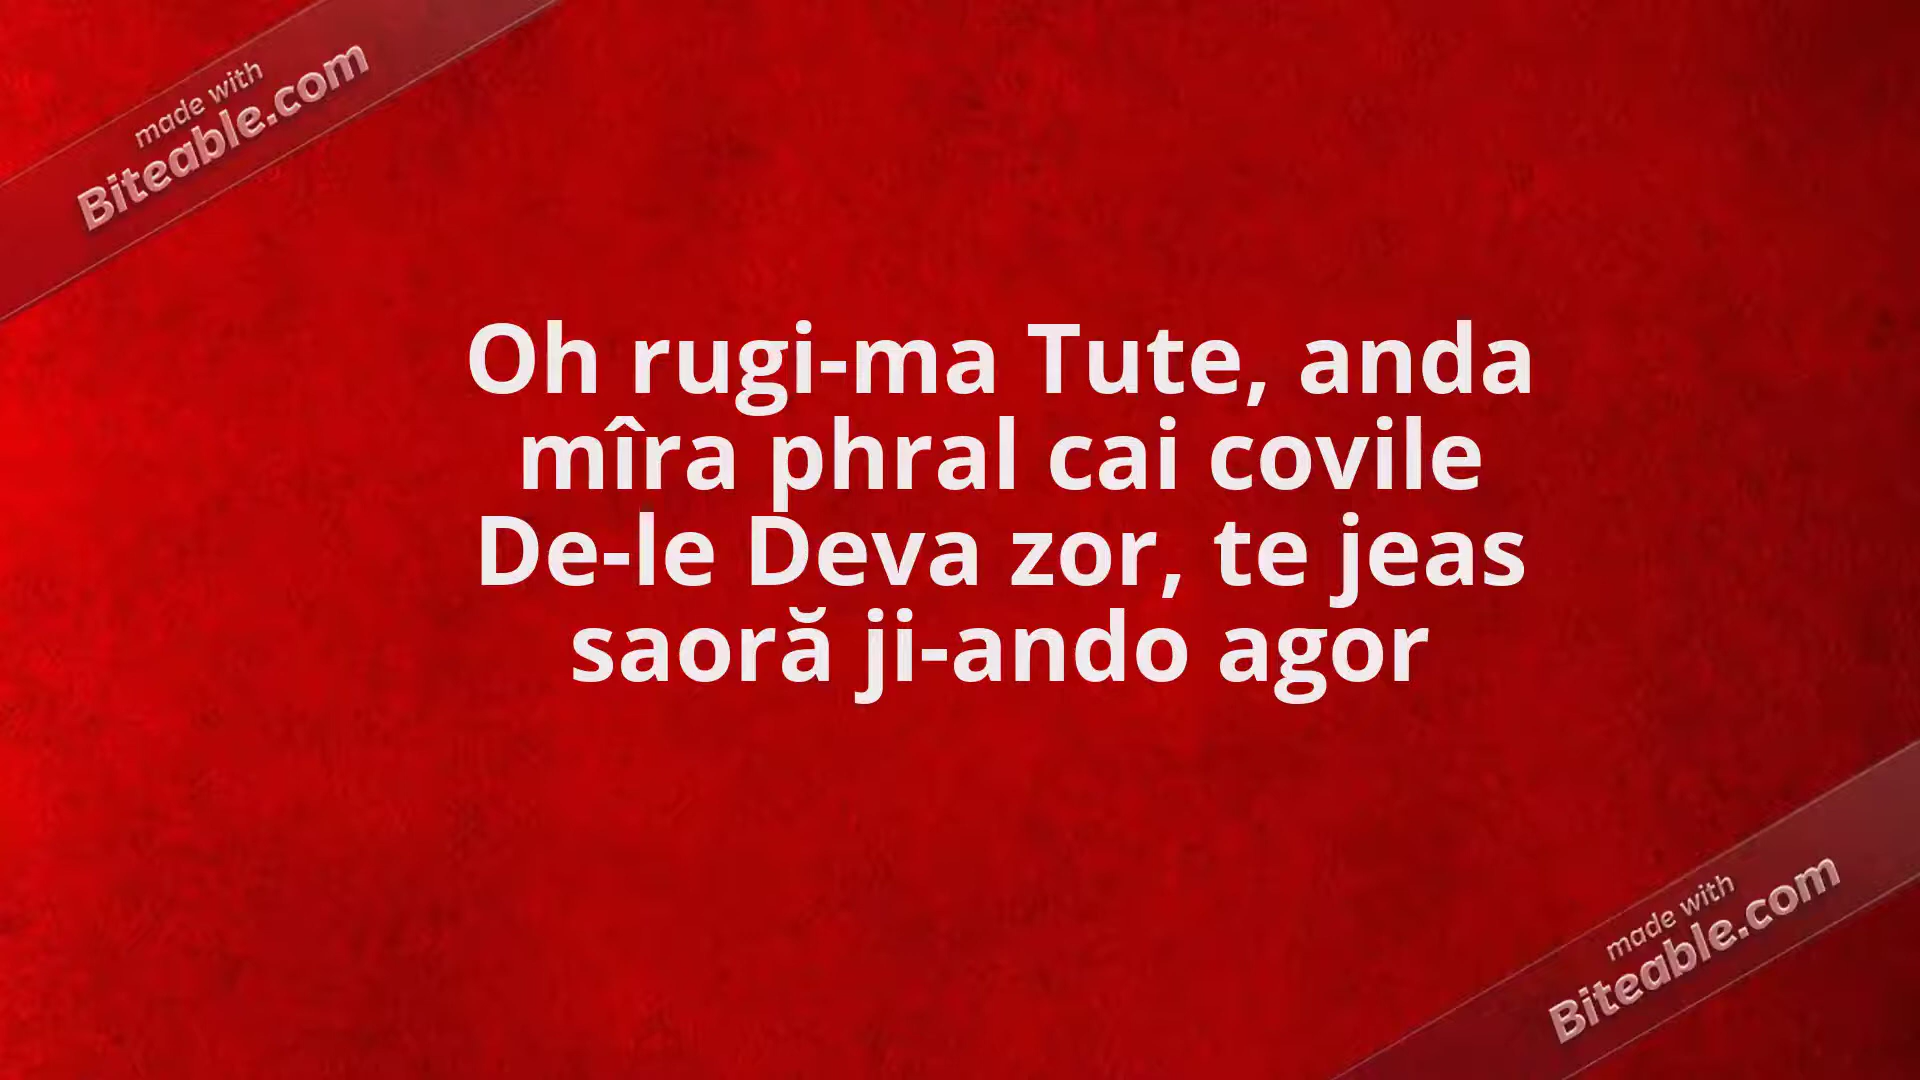 made with
Biteable.com
Oh rugi-ma Tute, anda
mîra phral cai covile
De-le Deva zor, te jeas
saoră ji-ando agor
made with
Biteable.com